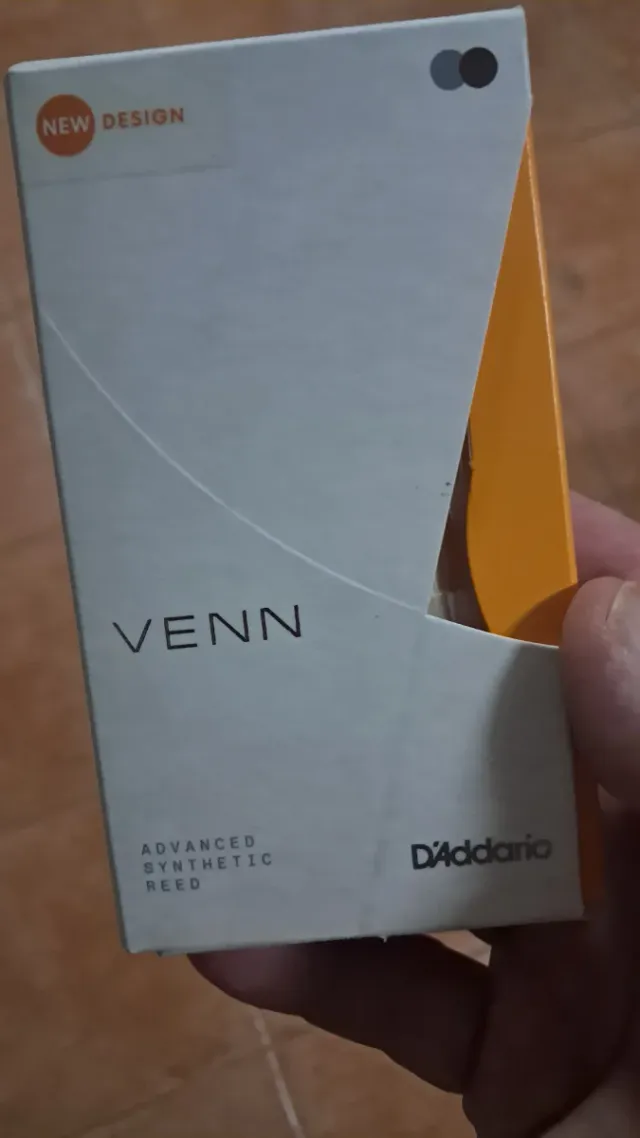 NEW DESIGN
VENN
ADVANCED
SYNTHETIC
REED
D'Addario